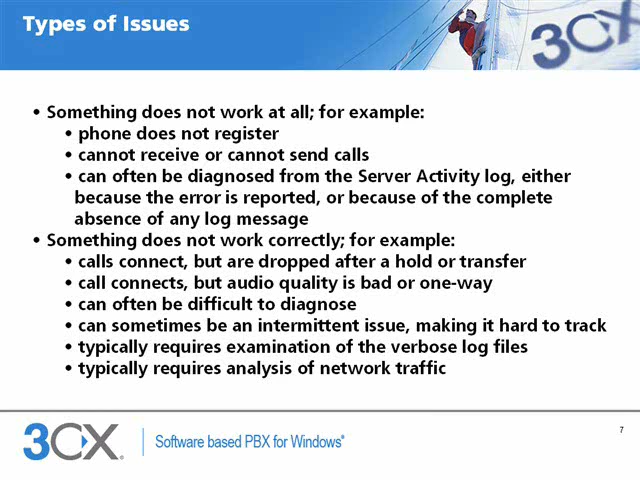 Types of Issues
3CX
• Something does not work at all; for example:
• phone does not register
• cannot receive or cannot send calls
• can often be diagnosed from the Server Activity log, either
because the error is reported, or because of the complete
absence of any log message
• Something does not work correctly; for example:
• calls connect, but are dropped after a hold or transfer
• call connects, but audio quality is bad or one-way
• can often be difficult to diagnose
• can sometimes be an intermittent issue, making it hard to track
• typically requires examination of the verbose log files
• typically requires analysis of network traffic
7
3CX®
Software based PBX for Windows®